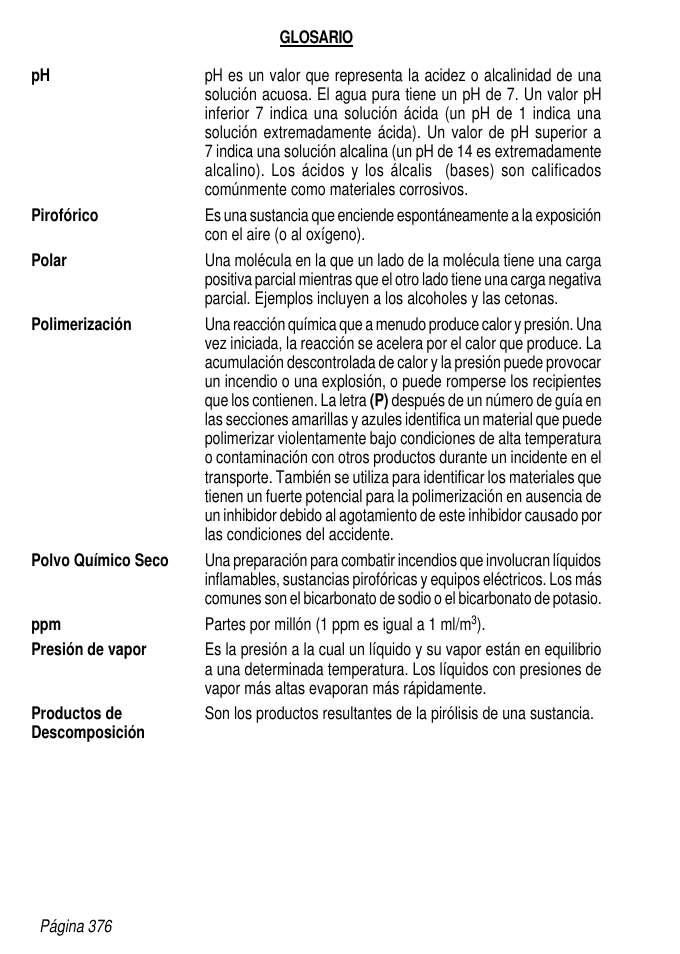 GLOSARIO
pH pH es un valor que representa la acidez o alcalinidad de una
solución acuosa. El agua pura tiene un pH de 7. Un valor pH
inferior 7 indica una solución ácida (un pH de 1 indica una
solución extremadamente ácida). Un valor de pH superior a
7 indica una solución alcalina (un pH de 14 es extremadamente
alcalino). Los ácidos y los álcalis (bases) son calificados
comúnmente como materiales corrosivos.
Pirofórico Es una sustancia que enciende espontáneamente a la exposición
con el aire (o al oxígeno).
Polar Una molécula en la que un lado de la molécula tiene una carga
positiva parcial mientras que el otro lado tiene una carga negativa
parcial. Ejemplos incluyen a los alcoholes y las cetonas.
Polimerización Una reacción química que a menudo produce calor y presión. Una
vez iniciada, la reacción se acelera por el calor que produce. La
acumulación descontrolada de calor y la presión puede provocar
un incendio o una explosión, o puede romperse los recipientes
que los contienen. La letra (P) después de un número de guía en
las secciones amarillas y azules identifica un material que puede
polimerizar violentamente bajo condiciones de alta temperatura
o contaminación con otros productos durante un incidente en el
transporte. También se utiliza para identificar los materiales que
tienen un fuerte potencial para la polimerización en ausencia de
un inhibidor debido al agotamiento de este inhibidor causado por
las condiciones del accidente.
Polvo Químico Seco Una preparación para combatir incendios que involucran líquidos
inflamables, sustancias pirofóricas y equipos eléctricos. Los más
comunes son el bicarbonato de sodio o el bicarbonato de potasio.
ppm Partes por millón (1 ppm es igual a 1 ml/m³).
Presión de vapor Es la presión a la cual un líquido y su vapor están en equilibrio
a una determinada temperatura. Los líquidos con presiones de
vapor más altas evaporan más rápidamente.
Productos de Son los productos resultantes de la pirólisis de una sustancia.
Descomposición
Página 376